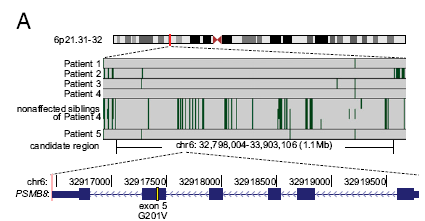 A
6p21.31-32
Patient 1
Patient 2
Patient 3
Patient 4
nonaffected siblings
of Patient 4
Patient 5
candidate region chr6: 32,798,004-33,903,106 (1.1Mb)
chr6: 32917000 32917500 32918000 32918500 32919000 32919500
PSMB8:
exon 5
G201V